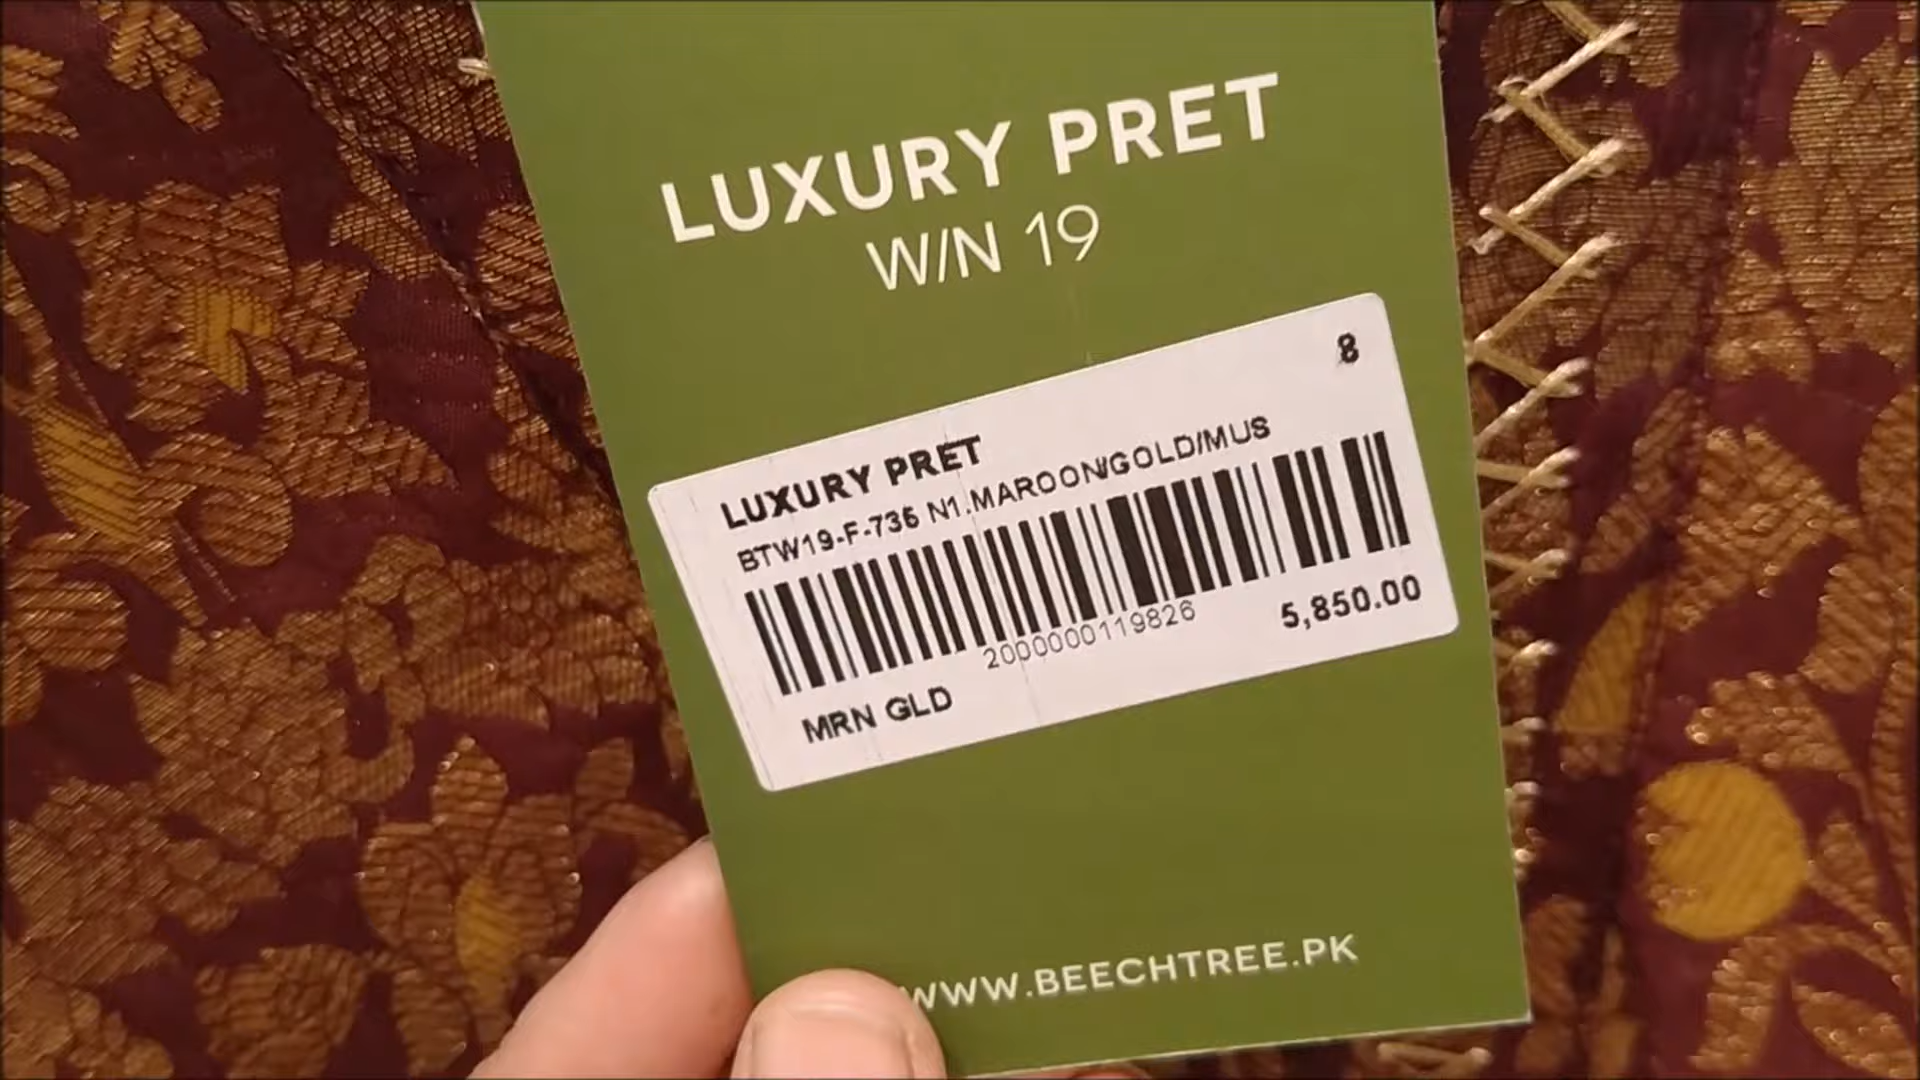 LUXURY PRET
W/N 19
8
LUXURY PRET
BTW19-F-735 N1.MAROON/GOLD/MUS
2000000119826
5,850.00
MRN GLD
WWW.BEECHTREE.PK